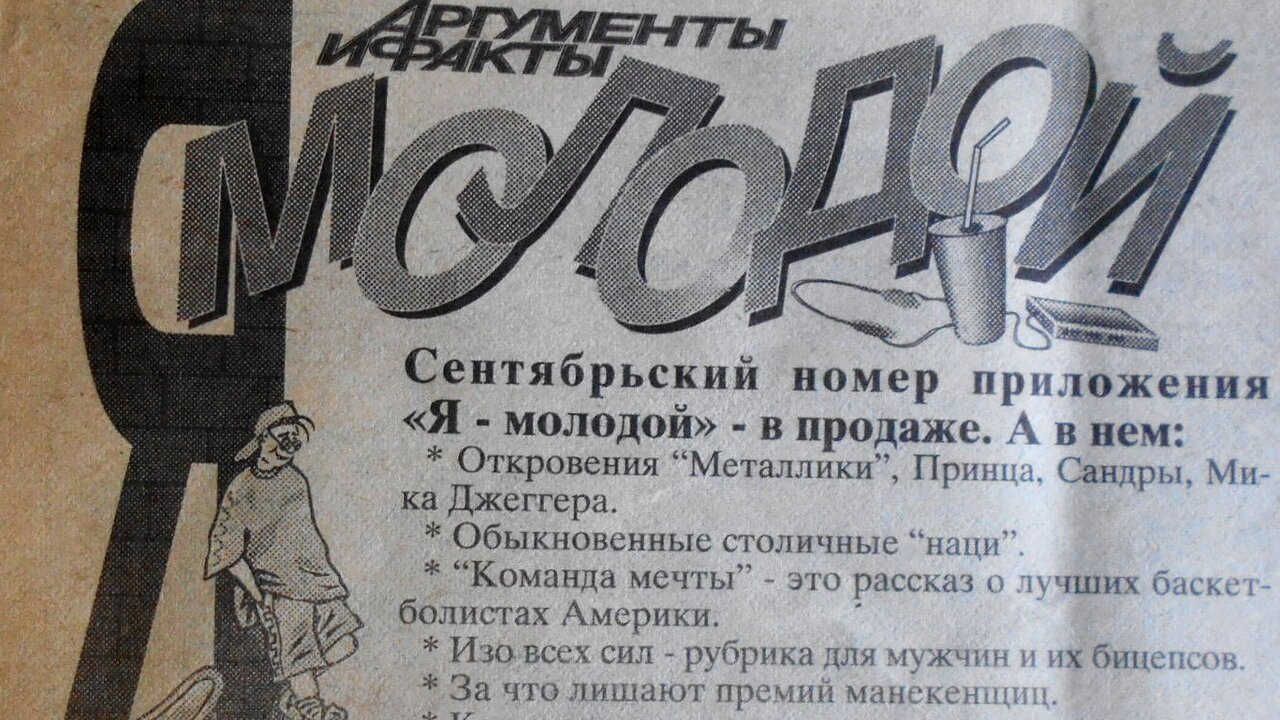 Аргументы
и факты
Я молодой
Сентябрьский номер приложения
«Я - молодой» - в продаже. А в нем:
* Откровения “Металлики”, Принца, Сандры, Ми-
ка Джеггера.
* Обыкновенные столичные “наци”.
* “Команда мечты” - это рассказ о лучших баскет-
болистах Америки.
* Изо всех сил - рубрика для мужчин и их бицепсов.
* За что лишают премий манекенщиц.